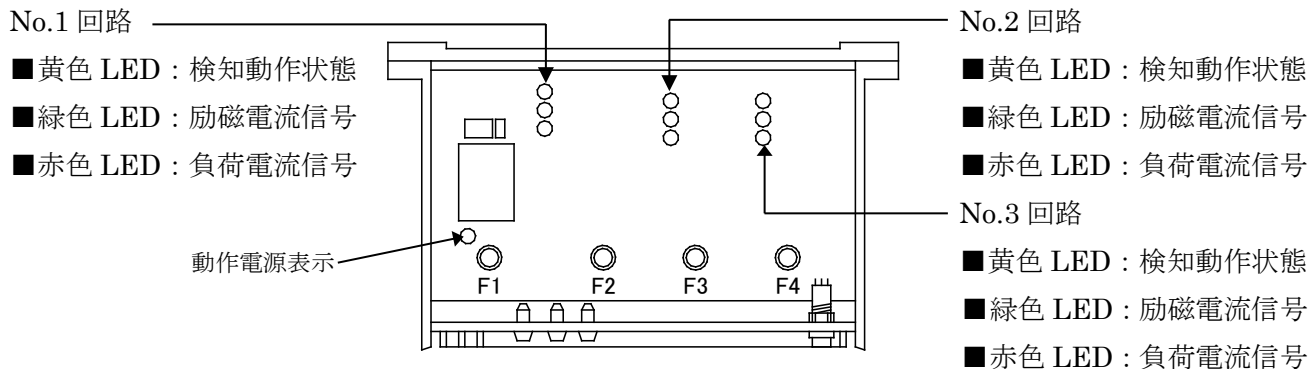 No.1 回路
■黄色 LED：検知動作状態
■緑色 LED：励磁電流信号
■赤色 LED：負荷電流信号
動作電源表示
F1 F2 F3 F4
No.2 回路
■黄色 LED：検知動作状態
■緑色 LED：励磁電流信号
■赤色 LED：負荷電流信号
No.3 回路
■黄色 LED：検知動作状態
■緑色 LED：励磁電流信号
■赤色 LED：負荷電流信号